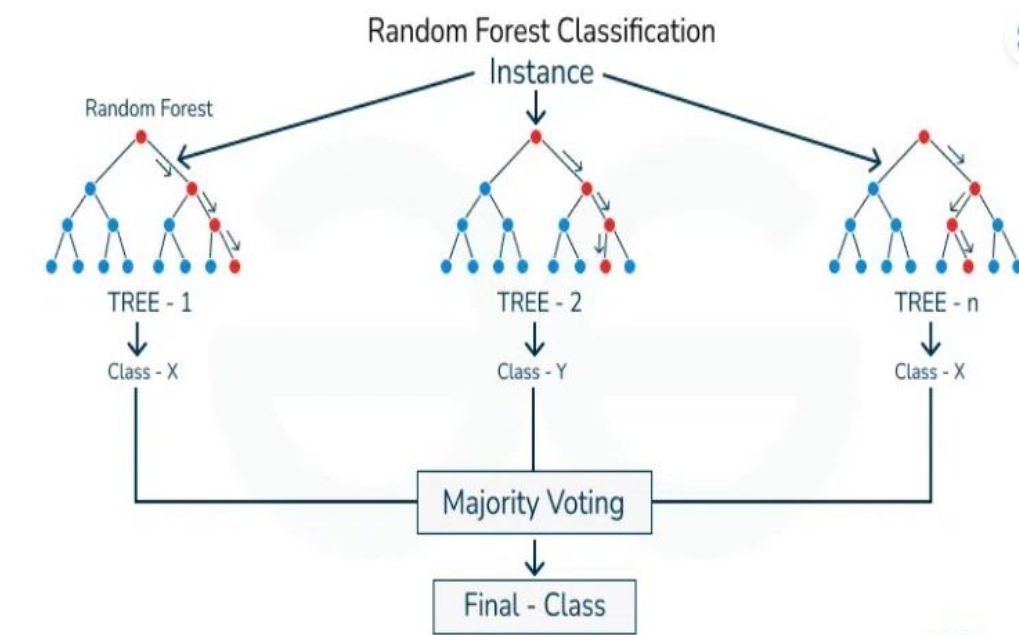 Random Forest Classification
Instance
Random Forest
TREE - 1
TREE - 2
TREE - n
Class - X
Class - Y
Class - X
Majority Voting
Final - Class